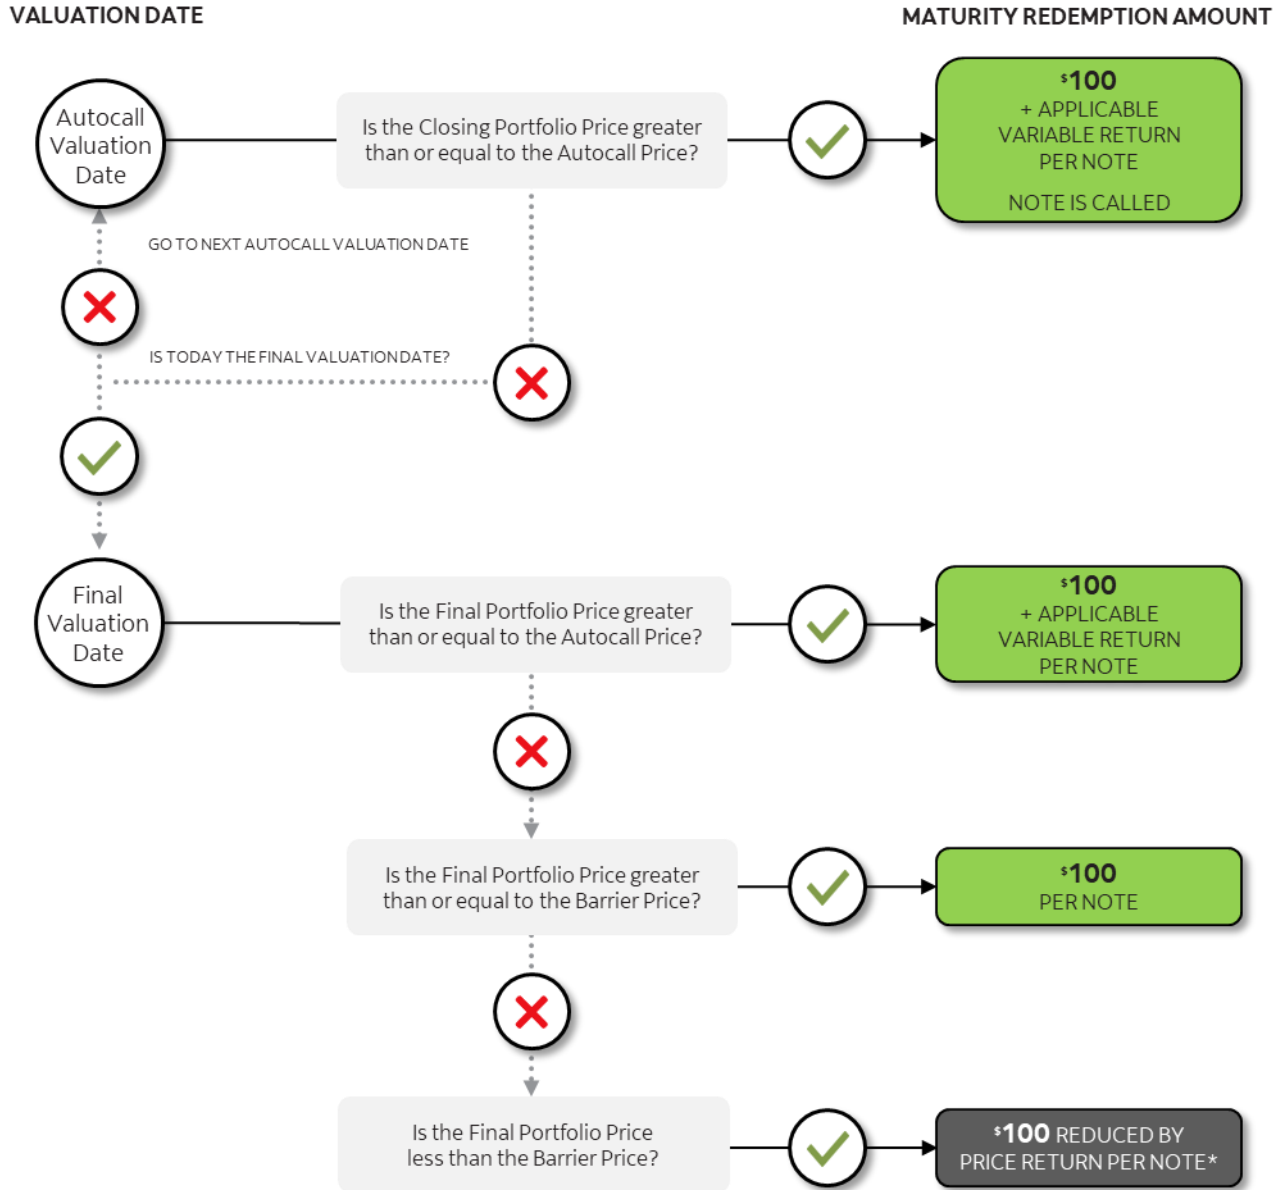 VALUATION DATE
MATURITY REDEMPTION AMOUNT
Autocall
Valuation
Date
Is the Closing Portfolio Price greater
than or equal to the Autocall Price?
$100
+ APPLICABLE
VARIABLE RETURN
PER NOTE
NOTE IS CALLED
GO TO NEXT AUTOCALL VALUATION DATE
IS TODAY THE FINAL VALUATION DATE?
Final
Valuation
Date
Is the Final Portfolio Price greater
than or equal to the Autocall Price?
$100
+ APPLICABLE
VARIABLE RETURN
PER NOTE
Is the Final Portfolio Price greater
than or equal to the Barrier Price?
$100
PER NOTE
Is the Final Portfolio Price
less than the Barrier Price?
$100 REDUCED BY
PRICE RETURN PER NOTE*